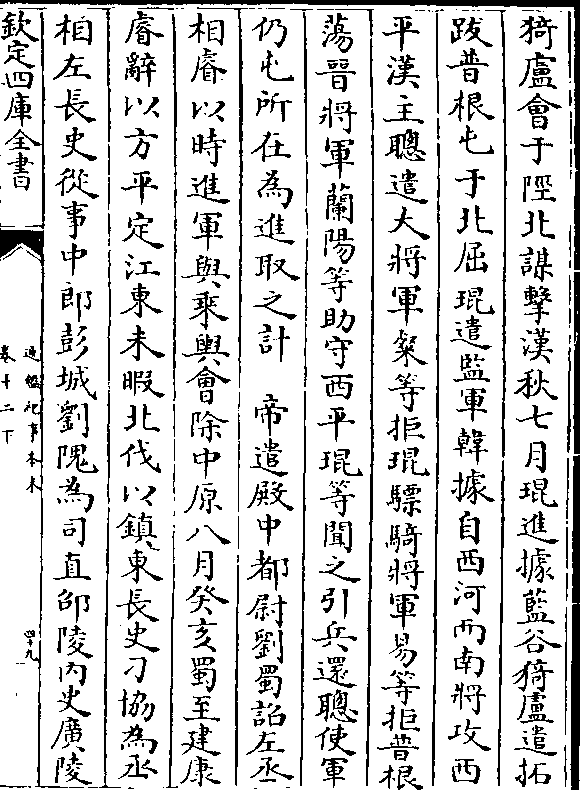 猗盧會于陘北謀擊漢秋七月琨進據藍谷猗盧遣拓
跋普根屯于北屈琨遣監軍韓據自西河而南將攻西
平漢主聰遣大將軍粲等拒琨驃騎將軍易等拒普根
蕩晉將軍蘭陽等助守西平琨等聞之引兵還聰使軍
仍屯所在為進取之計　帝遣殿中都尉劉蜀詔左丞
相睿以時進軍與乘輿會除中原八月癸亥蜀至建康
睿辭以方平定江東未暇北伐以鎮東長史刁協為丞
相左長史從事中郎彭城劉隗為司直邵陵內史廣陵
欽定四庫全書
通鑑紀事本末
卷十二下
四十九